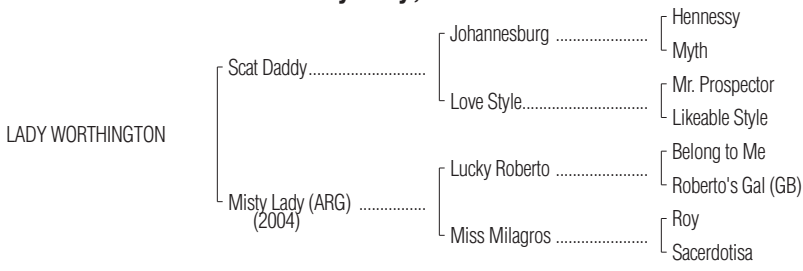 Hennessy
Johannesburg ......................
Myth
Scat Daddy............................
Mr. Prospector
Love Style..............................
Likeable Style
LADY WORTHINGTON
Belong to Me
Lucky Roberto ......................
Roberto's Gal (GB)
Misty Lady (ARG) ................
(2004)
Roy
Miss Milagros ......................
Sacerdotisa